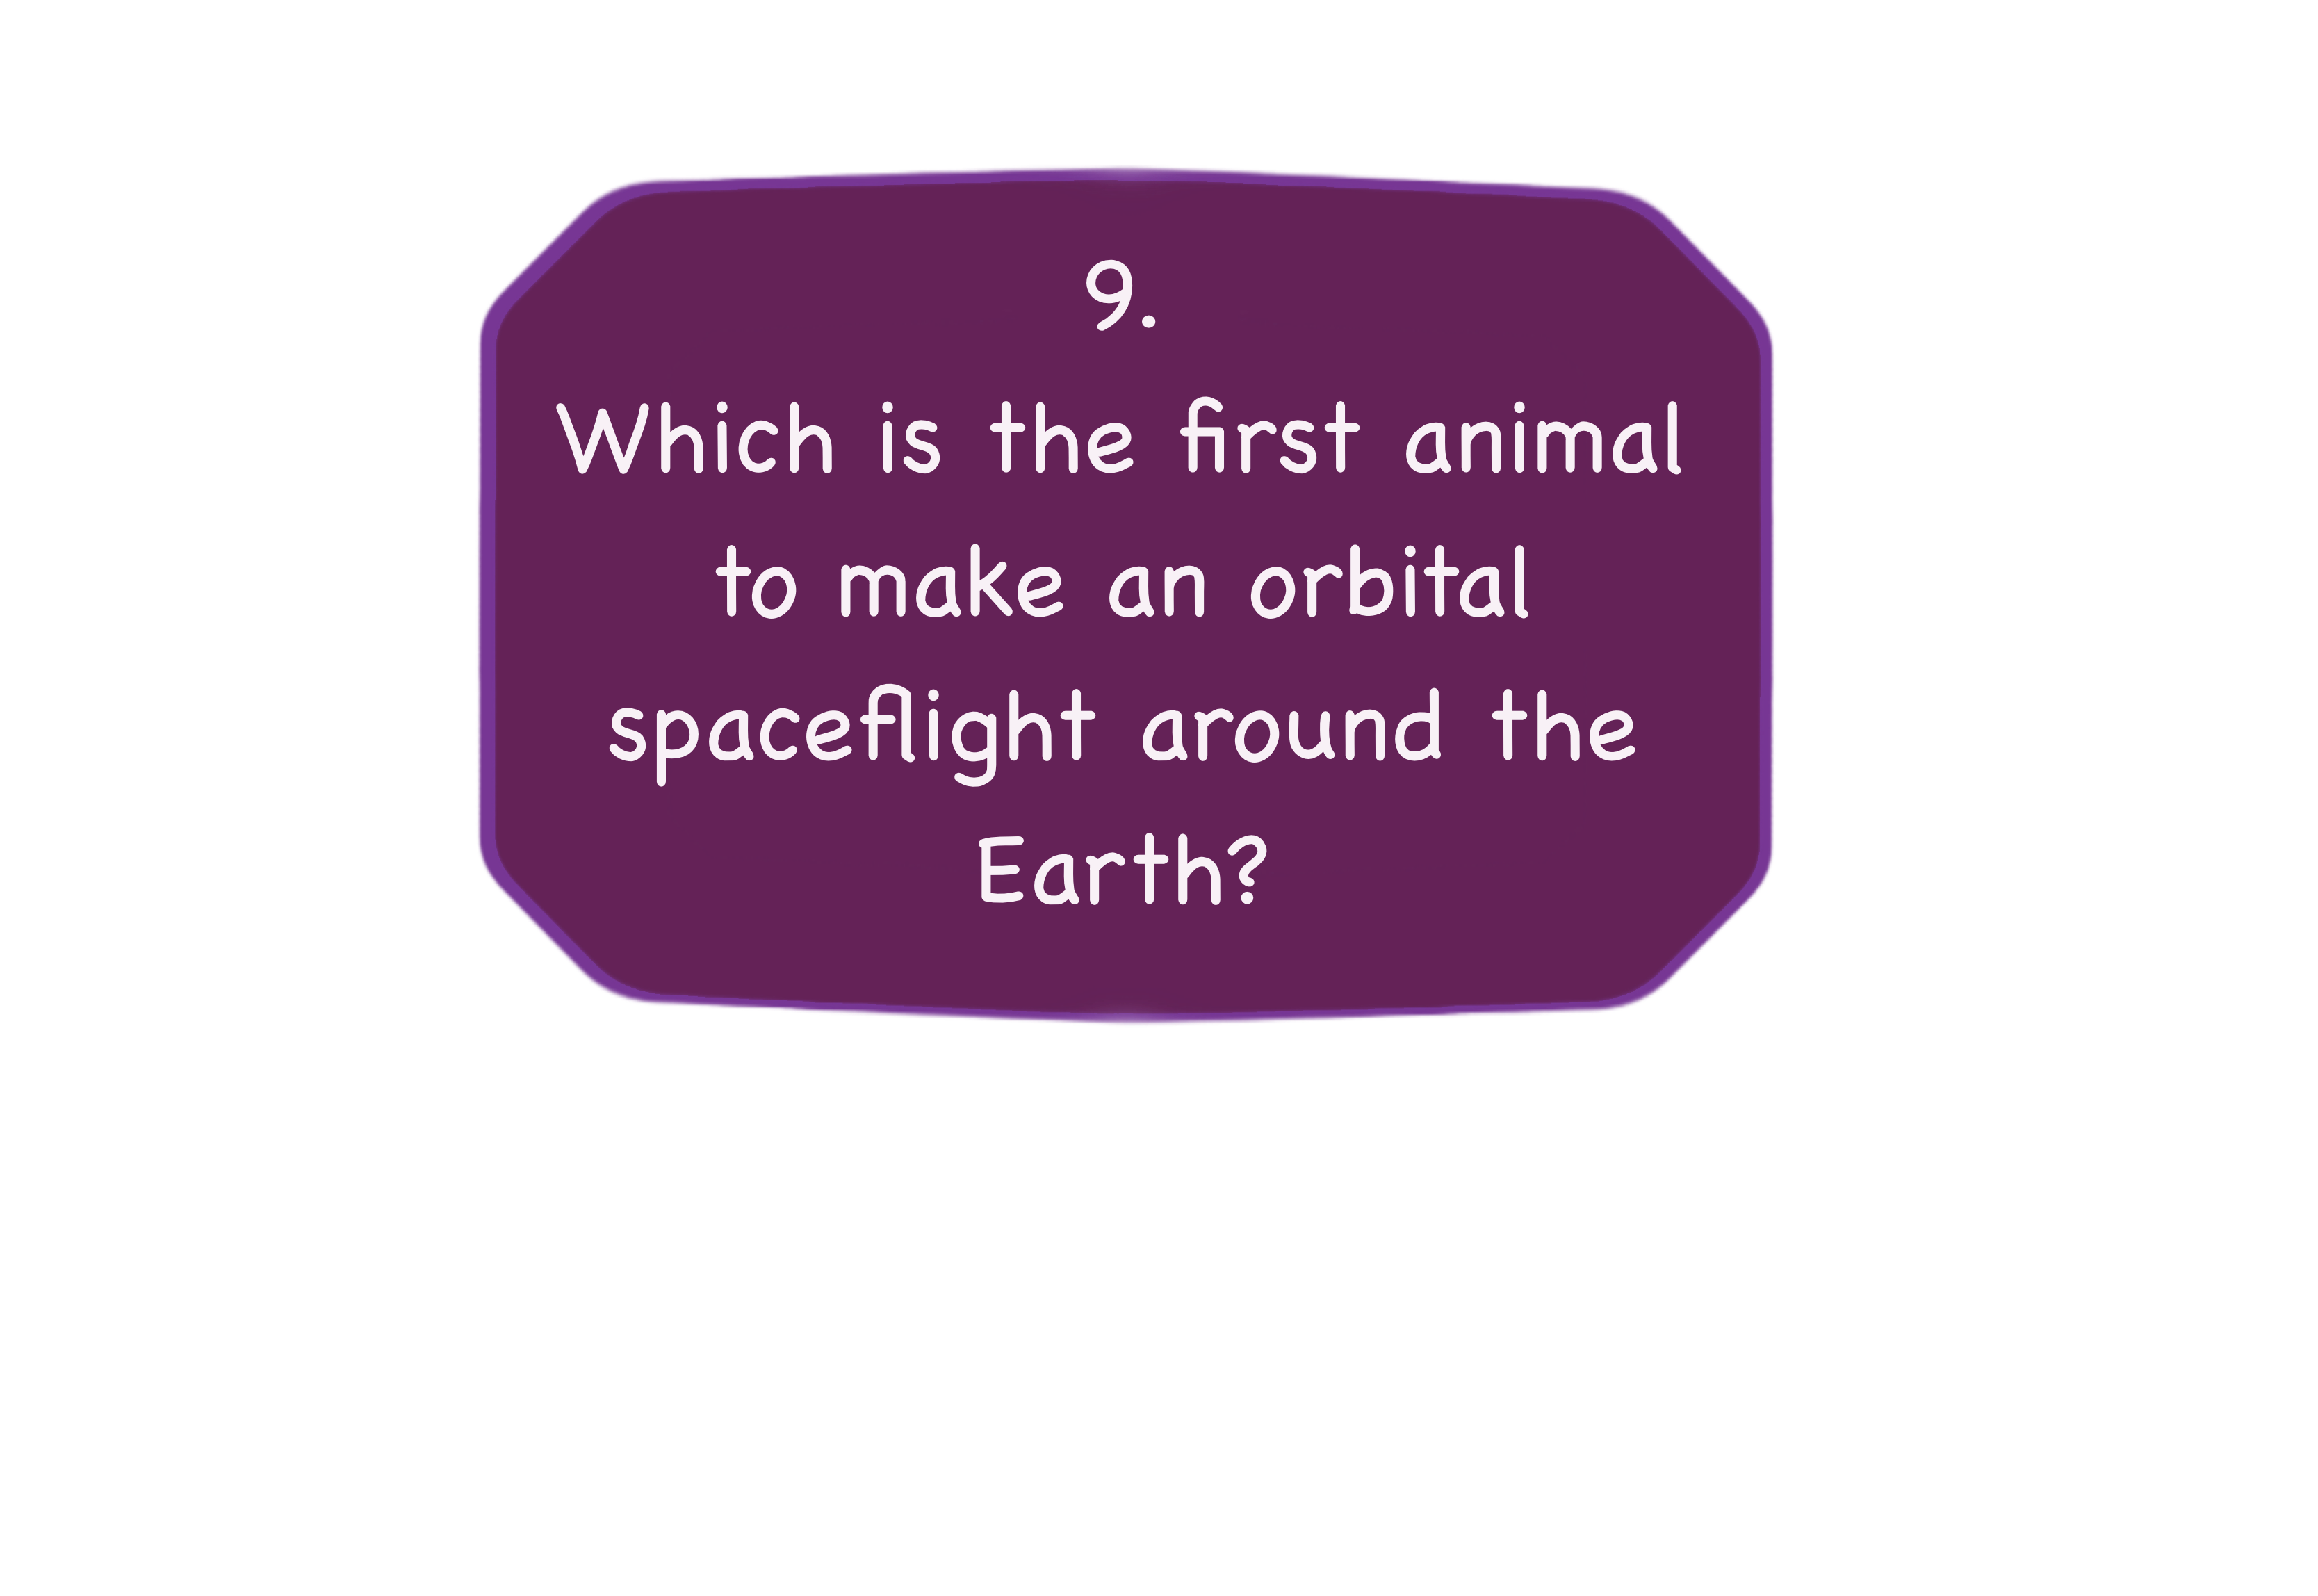 9.
Which is the first animal
to make an orbital
spaceflight around the
Earth?